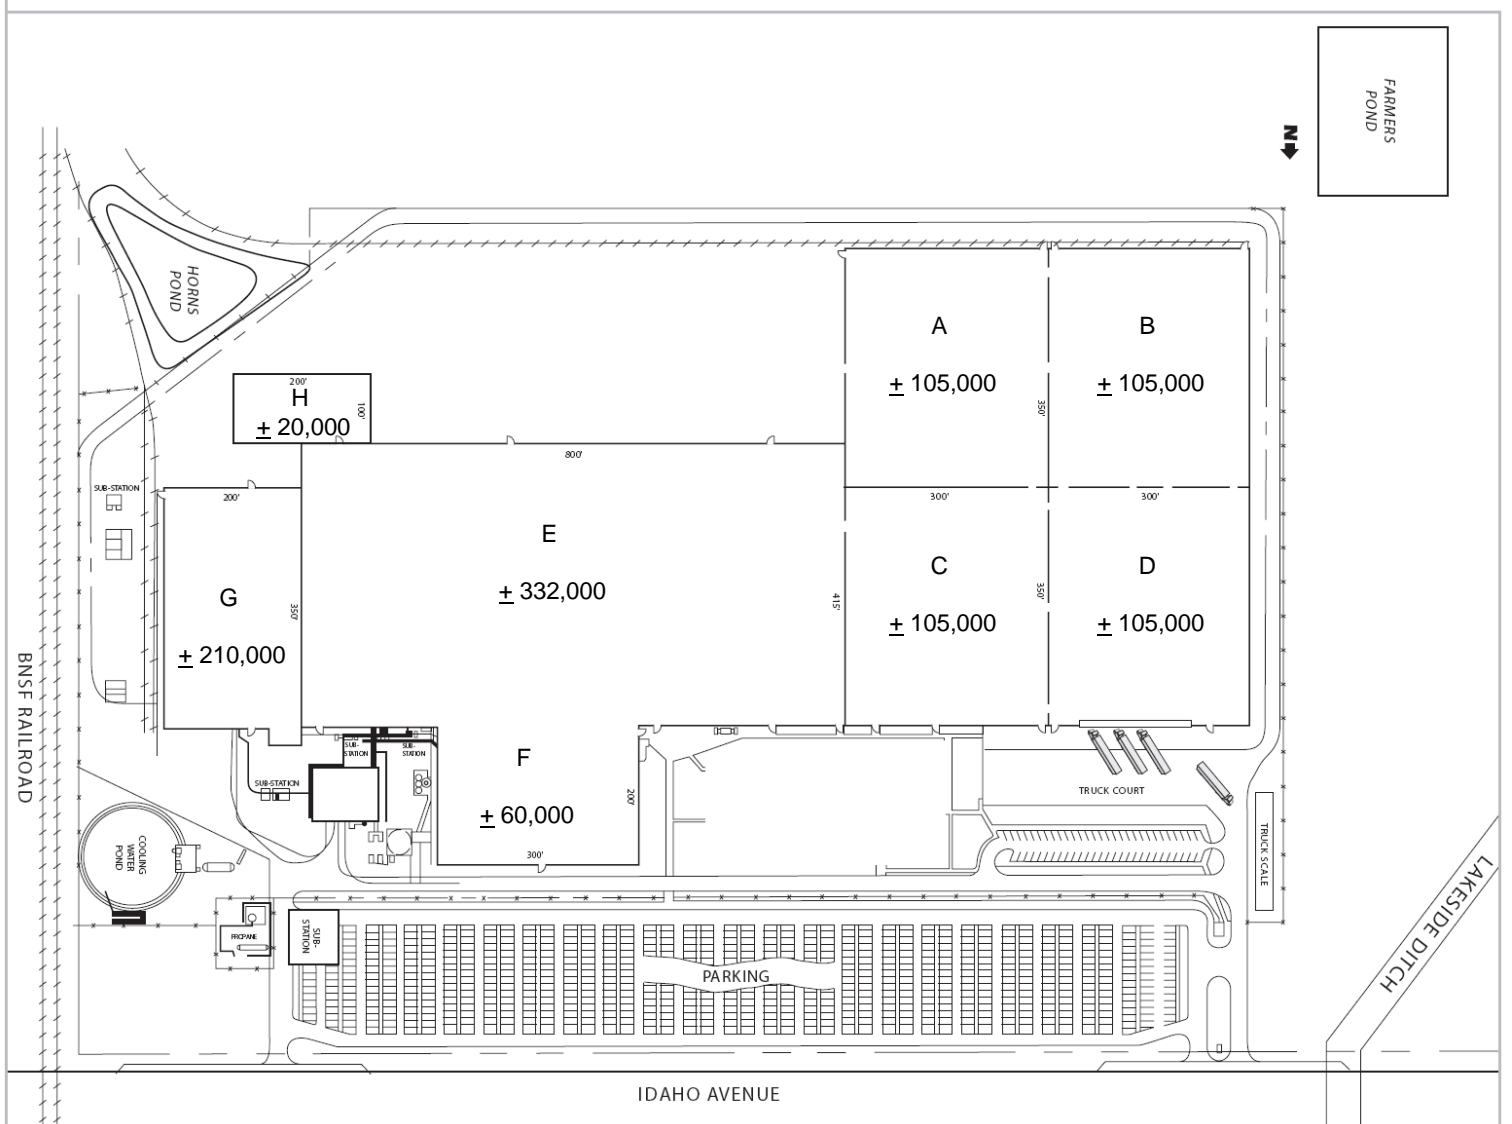 FARMERS
POND
N
HORNS
POND
A
± 105,000
B
± 105,000
350'
200'
H
100'
± 20,000
800'
SUB-STATION
200'
300'
300'
E
± 332,000
C
± 105,000
D
± 105,000
G
± 210,000
350'
415'
350'
BNSF RAILROAD
SUB-
STATION
SUB-
STATION
SUB-STATION
F
± 60,000
200'
300'
TRUCK COURT
TRUCK SCALE
COOLING
WATER
POND
PROPANE
SUB-
STATION
PARKING
LAKESIDE DITCH
IDAHO AVENUE